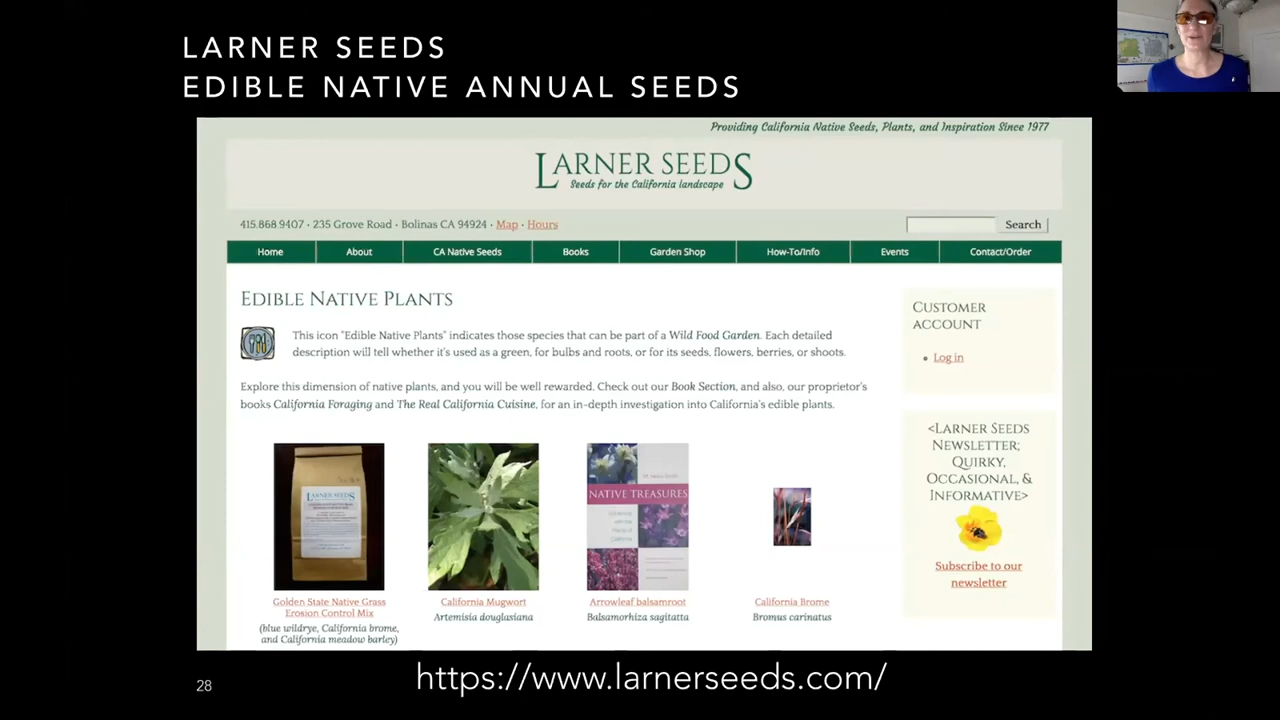 LARNER SEEDS
EDIBLE NATIVE ANNUAL SEEDS
Providing California Native Seeds, Plants, and Inspiration Since 1977
LARNER SEEDS
Seeds for the California landscape
415.868.9407 · 235 Grove Road · Bolinas CA 94924 · Map · Hours
Search
Home About CA Native Seeds Books Garden Shop How-To/Info Events Contact/Order
EDIBLE NATIVE PLANTS
This icon "Edible Native Plants" indicates those species that can be part of a Wild Food Garden. Each detailed
description will tell whether it's used as a green, for bulbs and roots, or for its seeds, flowers, berries, or shoots.
Explore this dimension of native plants, and you will be well rewarded. Check out our Book Section, and also, our proprietor's
books California Foraging and The Real California Cuisine, for an in-depth investigation into California's edible plants.
CUSTOMER
ACCOUNT
Log in
<LARNER SEEDS
NEWSLETTER;
QUIRKY,
OCCASIONAL, &
INFORMATIVE>
Subscribe to our
newsletter
LARNER SEEDS
NATIVE TREASURES
Golden State Native Grass
Erosion Control Mix
(blue wildrye, California brome,
and California meadow barley)
California Mugwort
Artemisia douglasiana
Arrowleaf balsamroot
Balsamorhiza sagitatta
California Brome
Bromus carinatus
28
https://www.larnerseeds.com/